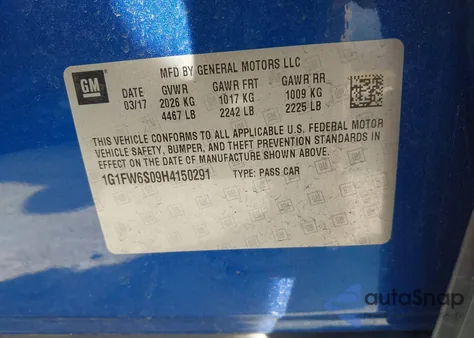 GM
MFD BY GENERAL MOTORS LLC
DATE GVWR GAWR FRT GAWR RR
03/17 2026 KG 1017 KG 1009 KG
4467 LB 2242 LB 2225 LB
THIS VEHICLE CONFORMS TO ALL APPLICABLE U.S. FEDERAL MOTOR
VEHICLE SAFETY, BUMPER, AND THEFT PREVENTION STANDARDS IN
EFFECT ON THE DATE OF MANUFACTURE SHOWN ABOVE.
1G1FW6S09H4150291 TYPE: PASS CAR
autoSnap